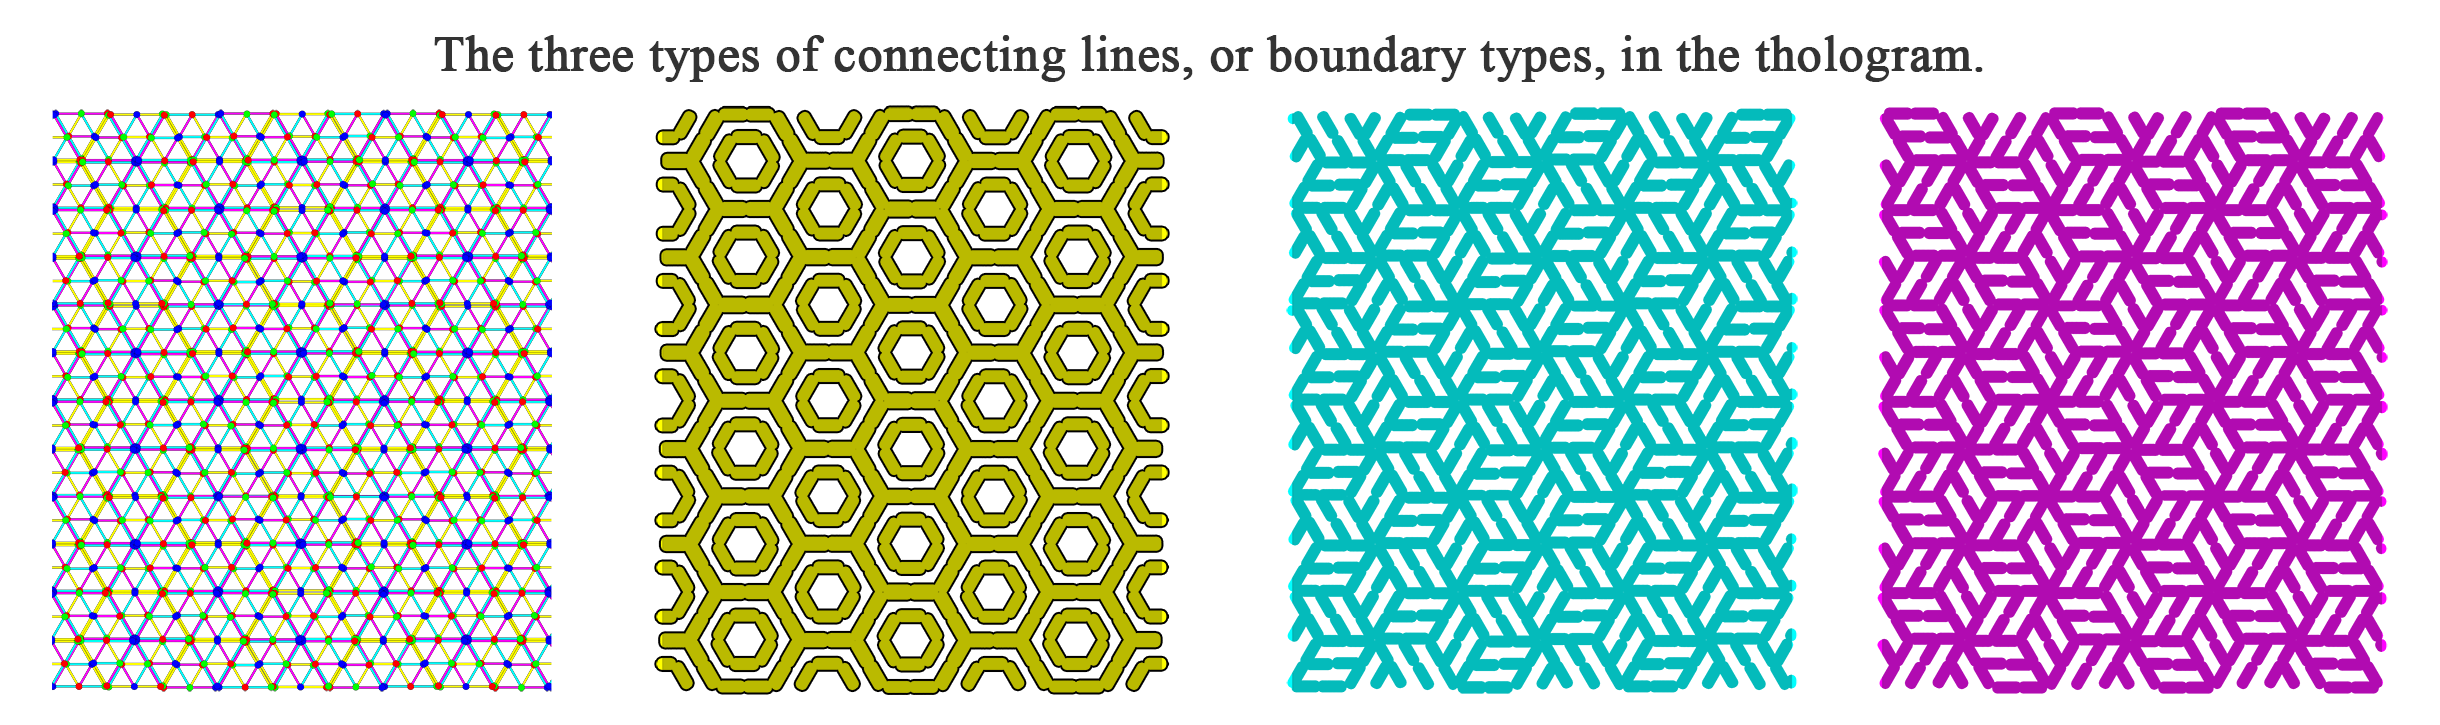 The three types of connecting lines, or boundary types, in the thologram.